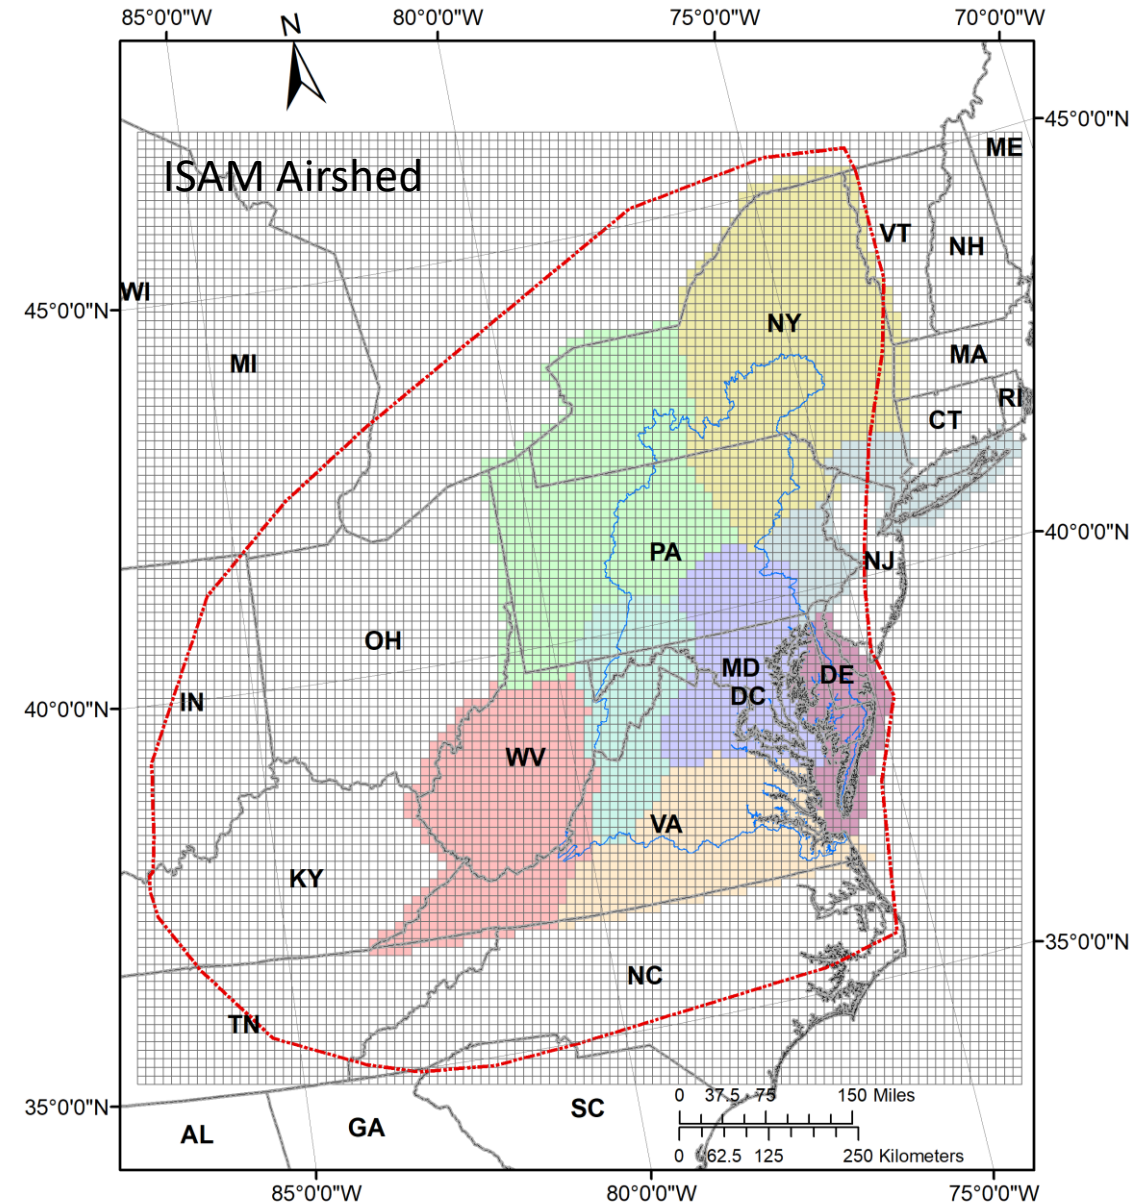 85°0'0"W 80°0'0"W 75°0'0"W 70°0'0"W
N
45°0'0"N
ME
ISAM Airshed
VT
NH
WI
45°0'0"N
NY
MI
MA
RI
CT
40°0'0"N
PA
NJ
OH
MD
DE
DC
IN
40°0'0"N
WV
VA
KY
35°0'0"N
NC
TN
0 37.5 75 150 Miles
35°0'0"N
SC
GA
AL
0 62.5 125 250 Kilometers
85°0'0"W 80°0'0"W 75°0'0"W